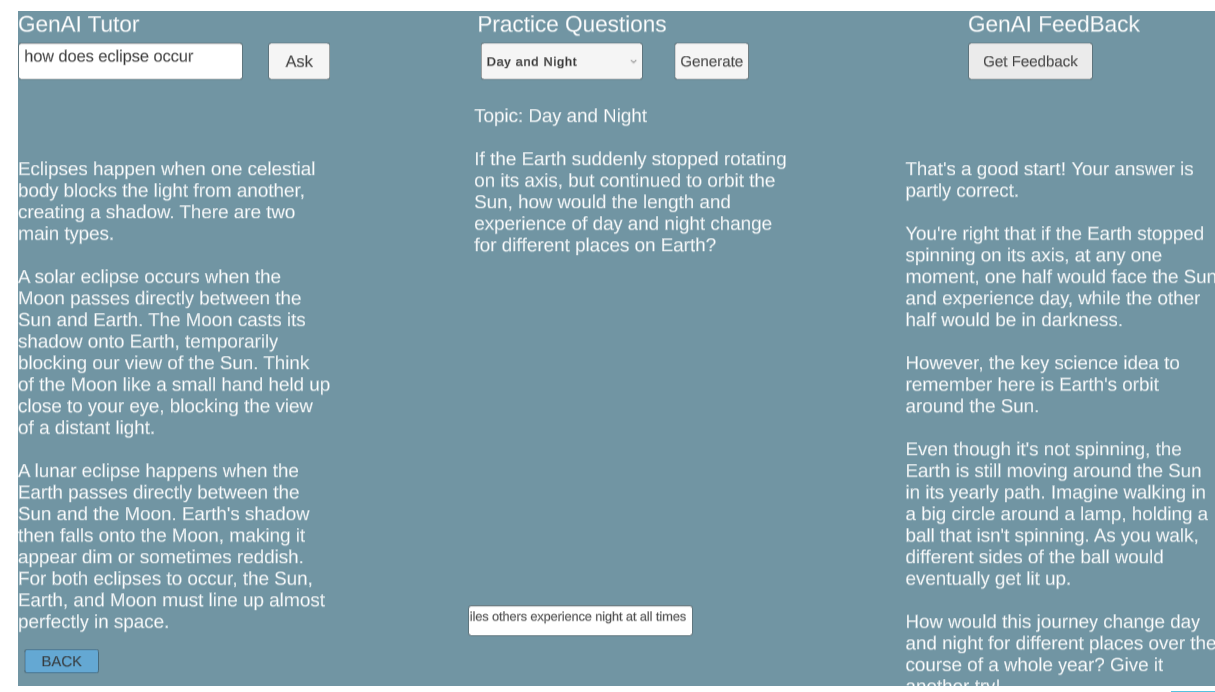 GenAI Tutor
how does eclipse occur
Ask
Eclipses happen when one celestial
body blocks the light from another,
creating a shadow. There are two
main types.
A solar eclipse occurs when the
Moon passes directly between the
Sun and Earth. The Moon casts its
shadow onto Earth, temporarily
blocking our view of the Sun. Think
of the Moon like a small hand held up
close to your eye, blocking the view
of a distant light.
A lunar eclipse happens when the
Earth passes directly between the
Sun and the Moon. Earth's shadow
then falls onto the Moon, making it
appear dim or sometimes reddish.
For both eclipses to occur, the Sun,
Earth, and Moon must line up almost
perfectly in space.
BACK
Practice Questions
Day and Night
Generate
Topic: Day and Night
If the Earth suddenly stopped rotating
on its axis, but continued to orbit the
Sun, how would the length and
experience of day and night change
for different places on Earth?
iles others experience night at all times
GenAI FeedBack
Get Feedback
That's a good start! Your answer is
partly correct.
You're right that if the Earth stopped
spinning on its axis, at any one
moment, one half would face the Sun
and experience day, while the other
half would be in darkness.
However, the key science idea to
remember here is Earth's orbit
around the Sun.
Even though it's not spinning, the
Earth is still moving around the Sun
in its yearly path. Imagine walking in
a big circle around a lamp, holding a
ball that isn't spinning. As you walk,
different sides of the ball would
eventually get lit up.
How would this journey change day
and night for different places over the
course of a whole year? Give it
another try!